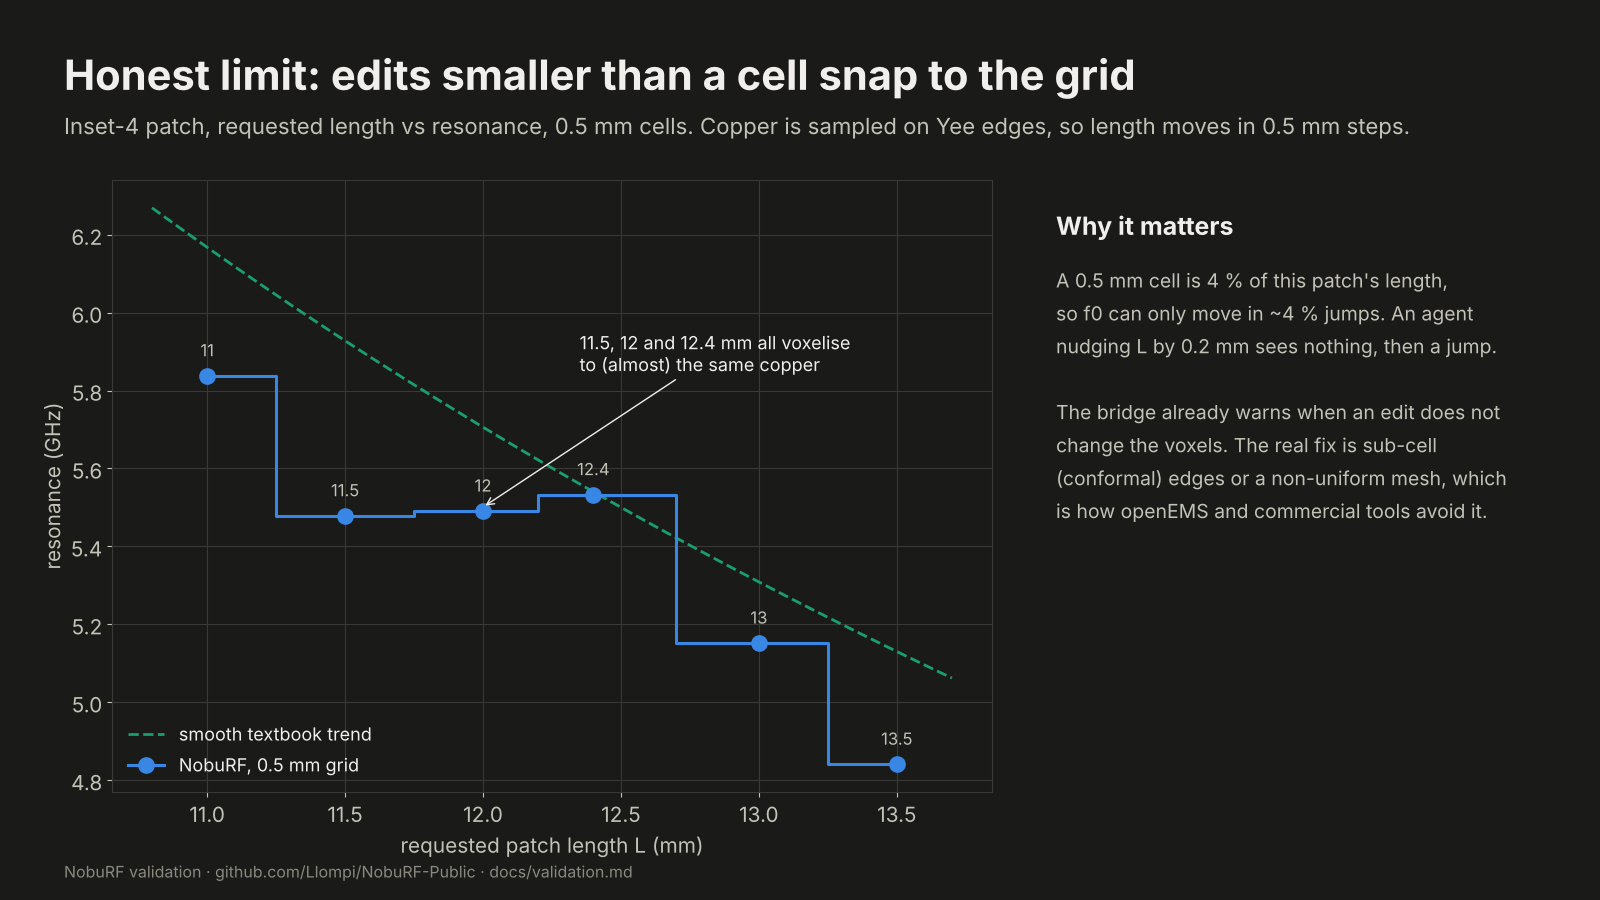 Honest limit: edits smaller than a cell snap to the grid
Inset-4 patch, requested length vs resonance, 0.5 mm cells. Copper is sampled on Yee edges, so length moves in 0.5 mm steps.
resonance (GHz)
6.2
6.0
5.8
5.6
5.4
5.2
5.0
4.8
11
11.5
12
12.4
13
13.5
11.5, 12 and 12.4 mm all voxelise
to (almost) the same copper
smooth textbook trend
NobuRF, 0.5 mm grid
11.0
11.5
12.0
12.5
13.0
13.5
requested patch length L (mm)
Why it matters
A 0.5 mm cell is 4 % of this patch's length,
so f0 can only move in ~4 % jumps. An agent
nudging L by 0.2 mm sees nothing, then a jump.
The bridge already warns when an edit does not
change the voxels. The real fix is sub-cell
(conformal) edges or a non-uniform mesh, which
is how openEMS and commercial tools avoid it.
NobuRF validation · github.com/Llompi/NobuRF-Public · docs/validation.md